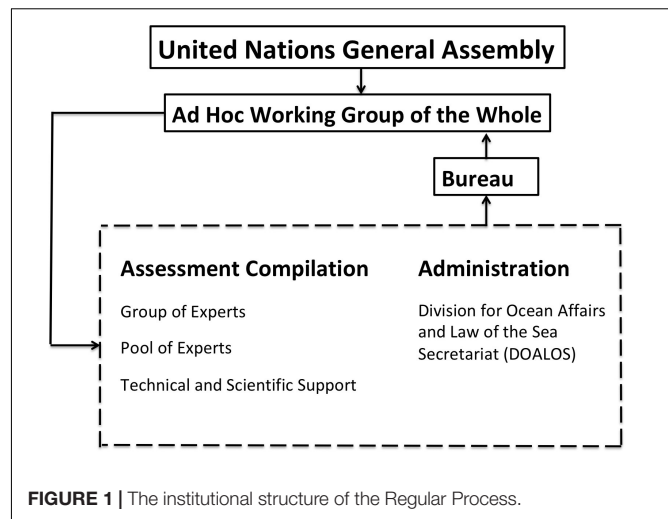 United Nations General Assembly
Ad Hoc Working Group of the Whole
Bureau
Assessment Compilation
Group of Experts
Pool of Experts
Technical and Scientific Support
Administration
Division for Ocean Affairs
and Law of the Sea
Secretariat (DOALOS)
FIGURE 1 | The institutional structure of the Regular Process.